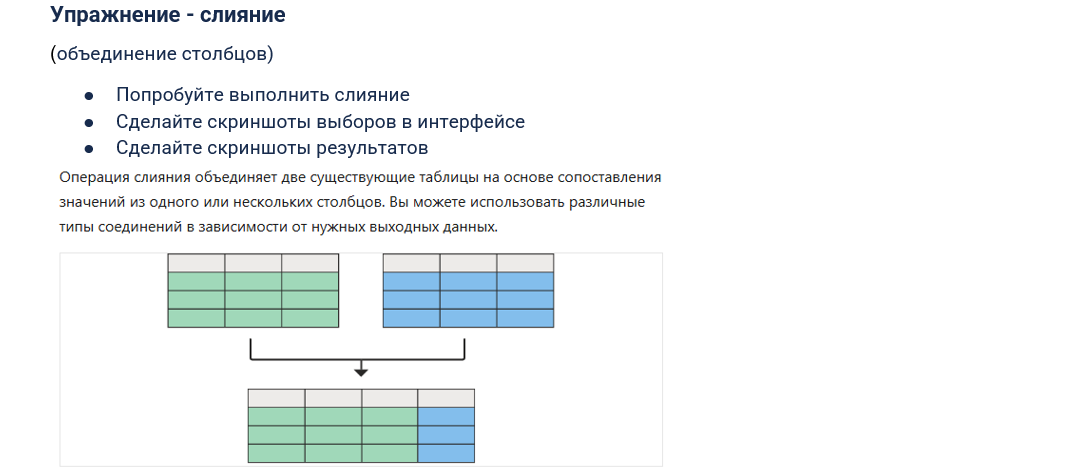 Упражнение - слияние
(объединение столбцов)
● Попробуйте выполнить слияние
● Сделайте скриншоты выборов в интерфейсе
● Сделайте скриншоты результатов
Операция слияния объединяет две существующие таблицы на основе сопоставления
значений из одного или нескольких столбцов. Вы можете использовать различные
типы соединений в зависимости от нужных выходных данных.